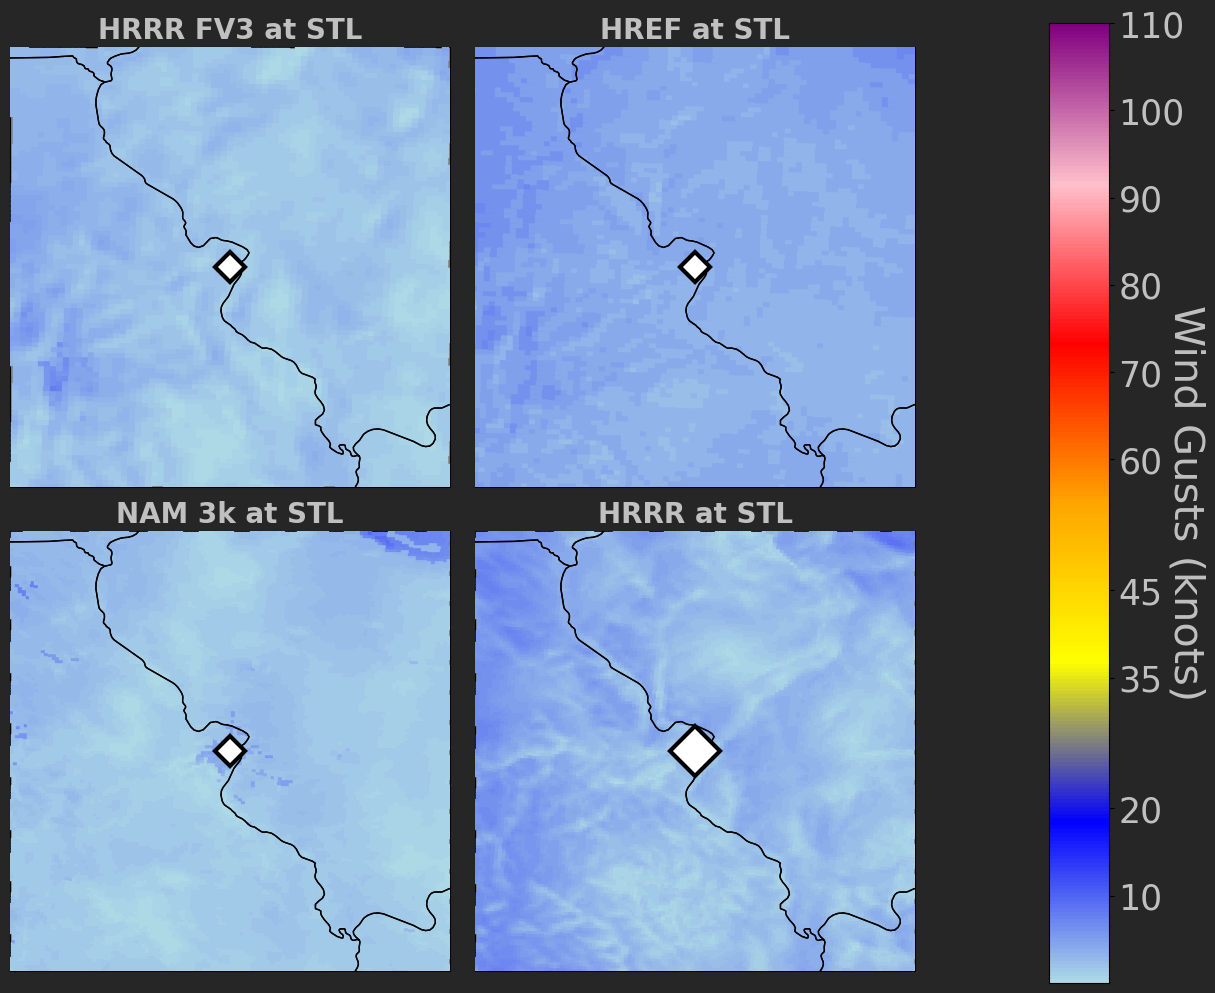 HRRR FV3 at STL
HREF at STL
NAM 3k at STL
HRRR at STL
110
100
90
80
70
60
45
35
20
10
Wind Gusts (knots)